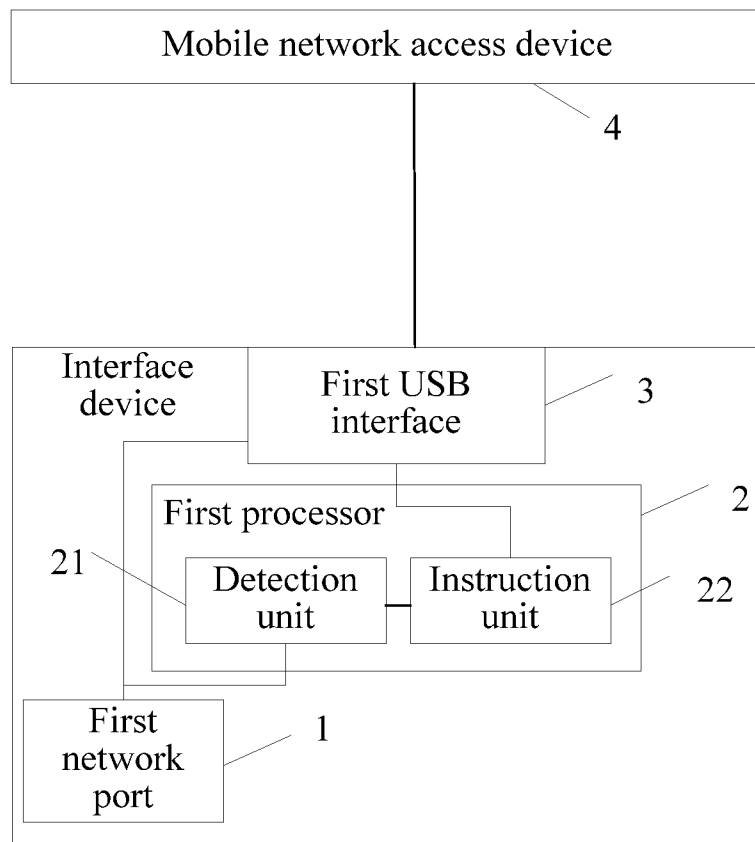 Mobile network access device
4
Interface
device
First USB
interface
3
First processor
2
21
Detection
unit
Instruction
unit
22
First
network
port
1